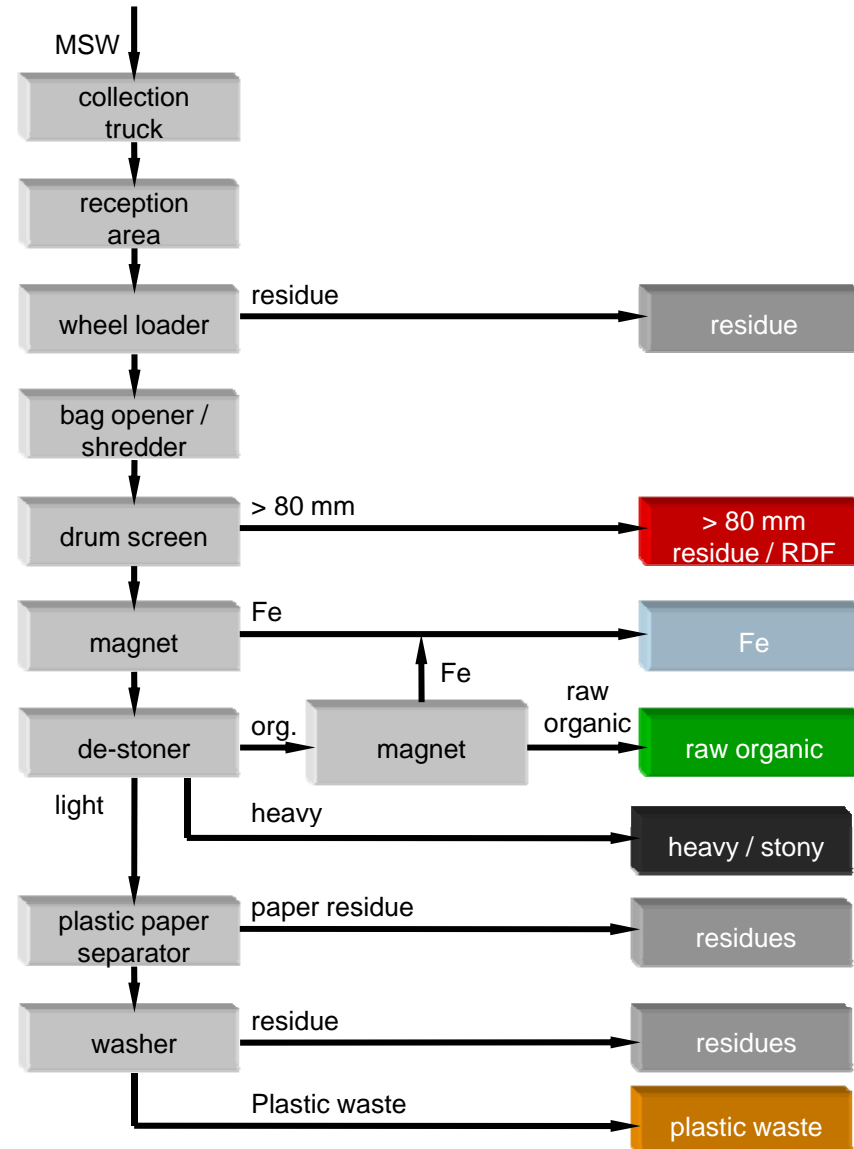 MSW
collection
truck
reception
area
residue
wheel loader
residue
bag opener /
shredder
> 80 mm
drum screen
> 80 mm
residue / RDF
Fe
magnet
Fe
Fe
raw
organic
org.
de-stoner
magnet
raw organic
light
heavy
heavy / stony
paper residue
plastic paper
separator
residues
residue
washer
residues
Plastic waste
plastic waste